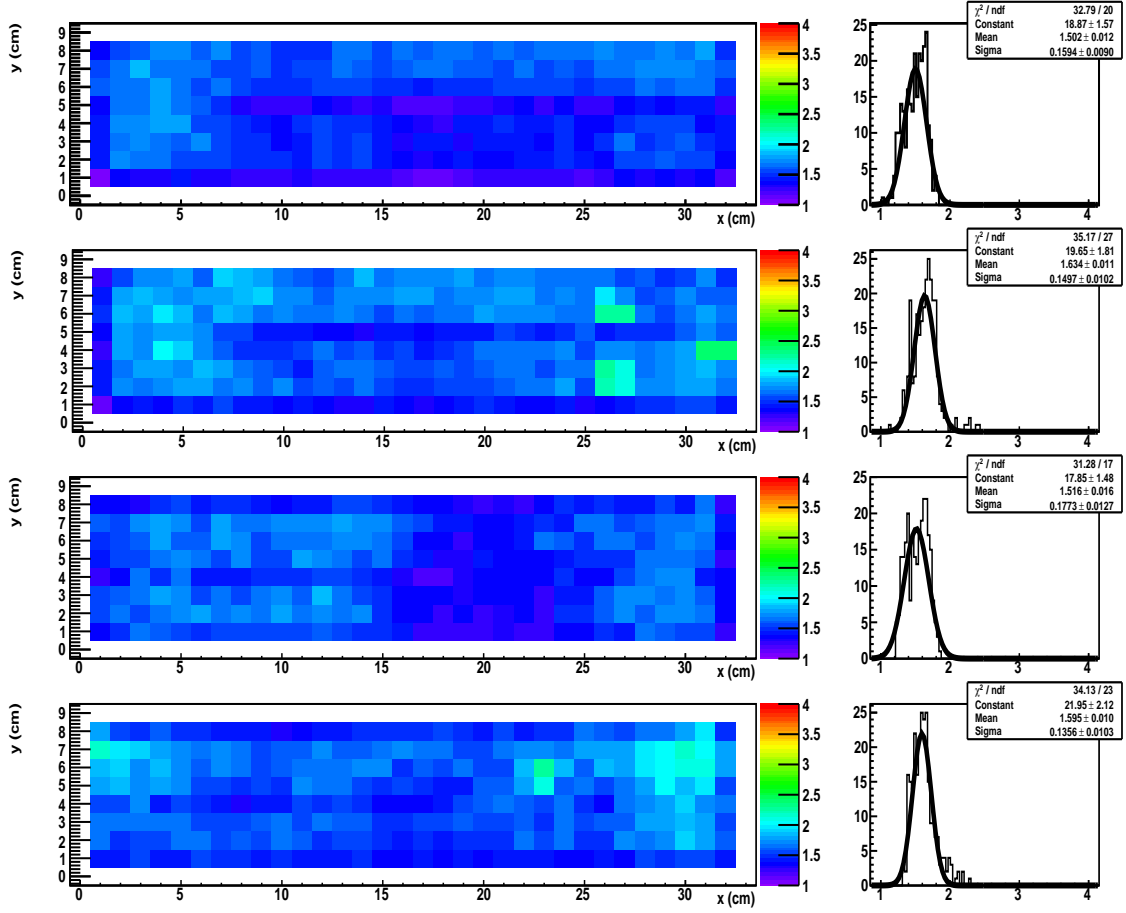 y (cm)
9
8
7
6
5
4
3
2
1
0
0 5 10 15 20 25 30
x (cm)
4
3.5
3
2.5
2
1.5
1
25
20
15
10
5
0
1 2 3 4
χ² / ndf 32.79 / 20
Constant 18.87 ± 1.57
Mean 1.502 ± 0.012
Sigma 0.1594 ± 0.0090
y (cm)
9
8
7
6
5
4
3
2
1
0
0 5 10 15 20 25 30
x (cm)
4
3.5
3
2.5
2
1.5
1
25
20
15
10
5
0
1 2 3 4
χ² / ndf 35.17 / 27
Constant 19.65 ± 1.81
Mean 1.634 ± 0.011
Sigma 0.1497 ± 0.0102
y (cm)
9
8
7
6
5
4
3
2
1
0
0 5 10 15 20 25 30
x (cm)
4
3.5
3
2.5
2
1.5
1
25
20
15
10
5
0
1 2 3 4
χ² / ndf 31.28 / 17
Constant 17.85 ± 1.48
Mean 1.516 ± 0.016
Sigma 0.1773 ± 0.0127
y (cm)
9
8
7
6
5
4
3
2
1
0
0 5 10 15 20 25 30
x (cm)
4
3.5
3
2.5
2
1.5
1
25
20
15
10
5
0
1 2 3 4
χ² / ndf 34.13 / 23
Constant 21.95 ± 2.12
Mean 1.595 ± 0.010
Sigma 0.1356 ± 0.0103